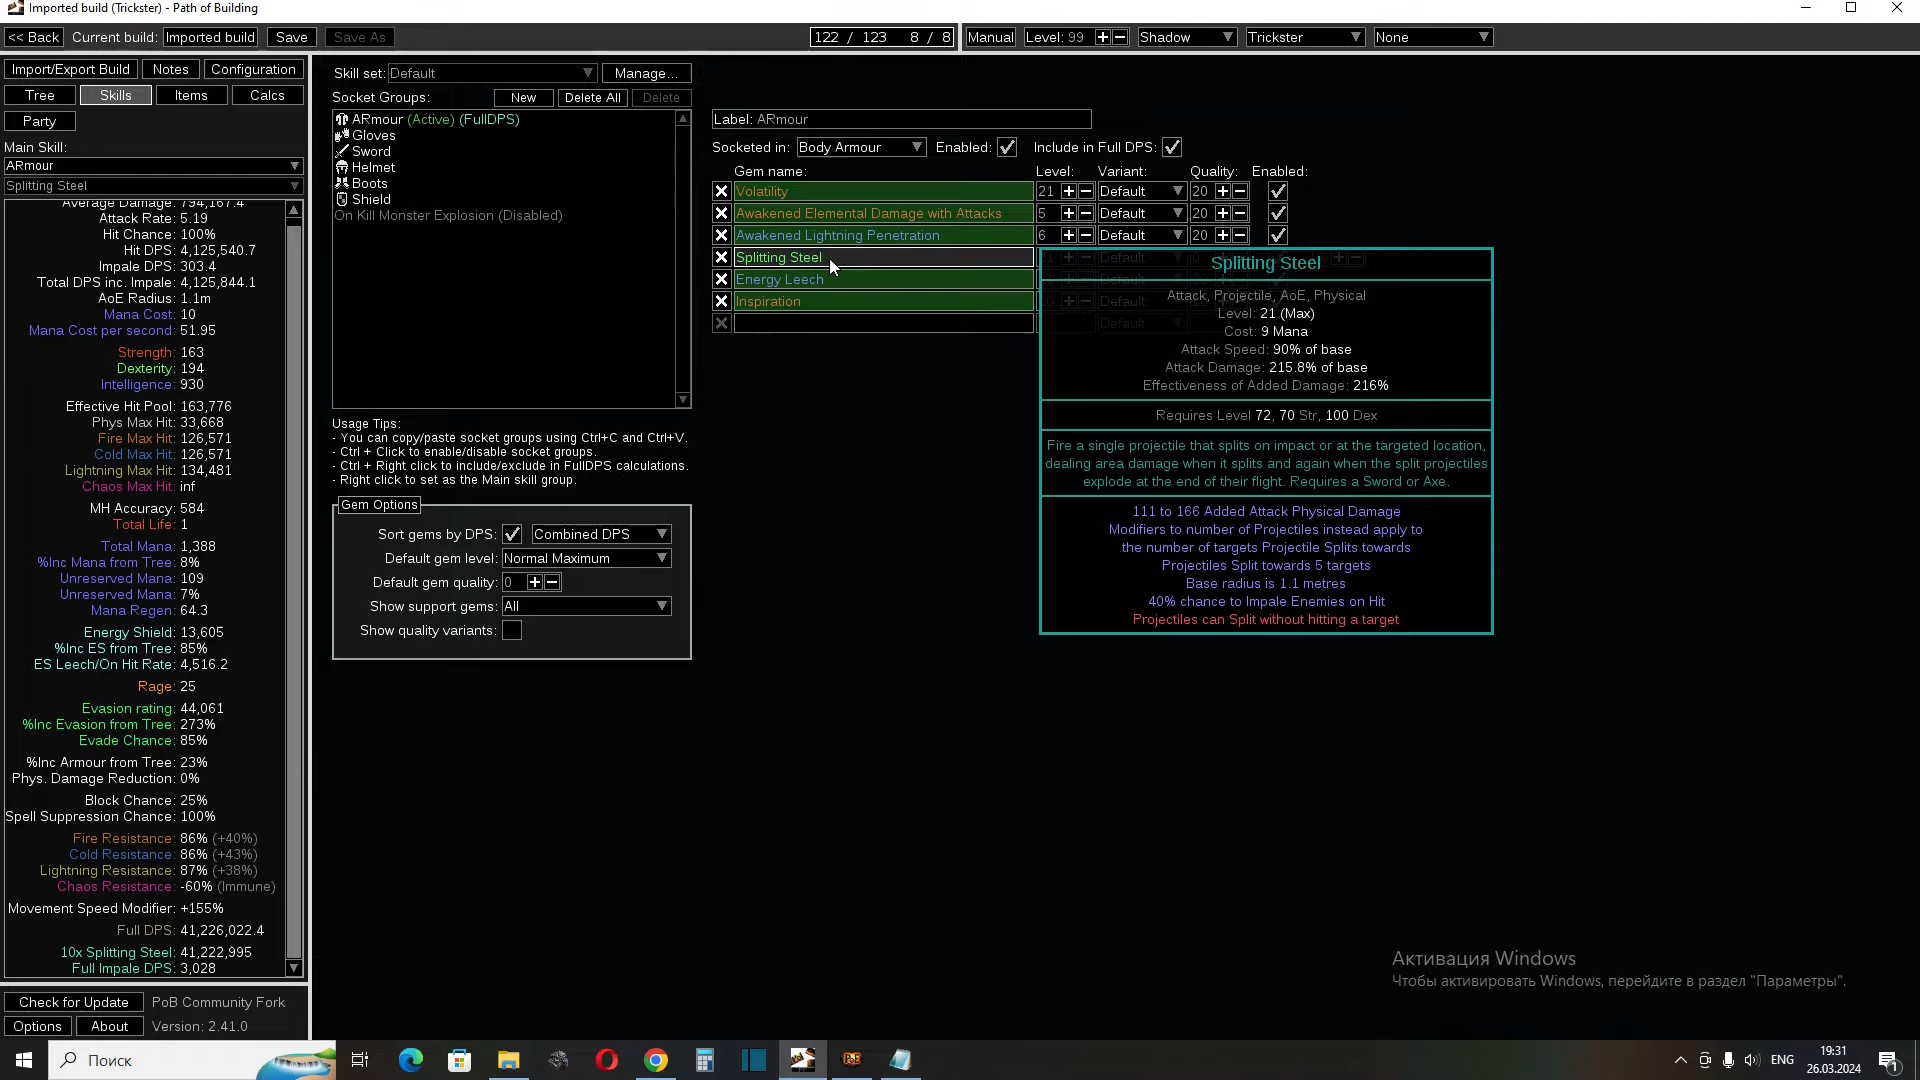 Imported build (Trickster) - Path of Building
<< Back Current build: Imported build Save Save As 122 / 123 8 / 8 Manual Level: 99 Shadow Trickster None
Import/Export Build Notes Configuration
Tree Skills Items Calcs
Party
Main Skill:
ARmour
Splitting Steel
Average Damage: 794,167.4
Attack Rate: 5.19
Hit Chance: 100%
Hit DPS: 4,125,540.7
Impale DPS: 303.4
Total DPS inc. Impale: 4,125,844.1
AoE Radius: 1.1m
Mana Cost: 10
Mana Cost per second: 51.95
Strength: 163
Dexterity: 194
Intelligence: 930
Effective Hit Pool: 163,776
Phys Max Hit: 33,668
Fire Max Hit: 126,571
Cold Max Hit: 126,571
Lightning Max Hit: 134,481
Chaos Max Hit: inf
MH Accuracy: 584
Total Life: 1
Total Mana: 1,388
%Inc Mana from Tree: 8%
Unreserved Mana: 109
Unreserved Mana: 7%
Mana Regen: 64.3
Energy Shield: 13,605
%Inc ES from Tree: 85%
ES Leech/On Hit Rate: 4,516.2
Rage: 25
Evasion rating: 44,061
%Inc Evasion from Tree: 273%
Evade Chance: 85%
%Inc Armour from Tree: 23%
Phys. Damage Reduction: 0%
Block Chance: 25%
Spell Suppression Chance: 100%
Fire Resistance: 86% (+40%)
Cold Resistance: 86% (+43%)
Lightning Resistance: 87% (+38%)
Chaos Resistance: -60% (Immune)
Movement Speed Modifier: +155%
Full DPS: 41,226,022.4
10x Splitting Steel: 41,222,995
Full Impale DPS: 3,028
Check for Update PoB Community Fork
Options About Version: 2.41.0
Skill set: Default Manage...
Socket Groups: New Delete All Delete
ARmour (Active) (FullDPS)
Gloves
Sword
Helmet
Boots
Shield
On Kill Monster Explosion (Disabled)
Usage Tips:
- You can copy/paste socket groups using Ctrl+C and Ctrl+V.
- Ctrl + Click to enable/disable socket groups.
- Ctrl + Right click to include/exclude in FullDPS calculations.
- Right click to set as the Main skill group.
Gem Options
Sort gems by DPS: Combined DPS
Default gem level: Normal Maximum
Default gem quality: 0
Show support gems: All
Show quality variants:
Label: ARmour
Socketed in: Body Armour Enabled: Include in Full DPS:
Gem name: Level: Variant: Quality: Enabled:
Volatility 21 Default 20
Awakened Elemental Damage with Attacks 5 Default 20
Awakened Lightning Penetration 6 Default 20
Splitting Steel
Energy Leech Default
Inspiration Default
Default
Splitting Steel
Attack, Projectile, AoE, Physical
Level: 21 (Max)
Cost: 9 Mana
Attack Speed: 90% of base
Attack Damage: 215.8% of base
Effectiveness of Added Damage: 216%
Requires Level 72, 70 Str, 100 Dex
Fire a single projectile that splits on impact or at the targeted location,
dealing area damage when it splits and again when the split projectiles
explode at the end of their flight. Requires a Sword or Axe.
111 to 166 Added Attack Physical Damage
Modifiers to number of Projectiles instead apply to
the number of targets Projectile Splits towards
Projectiles Split towards 5 targets
Base radius is 1.1 metres
40% chance to Impale Enemies on Hit
Projectiles can Split without hitting a target
Активация Windows
Чтобы активировать Windows, перейдите в раздел "Параметры".
Поиск
ENG
19:31
26.03.2024
1